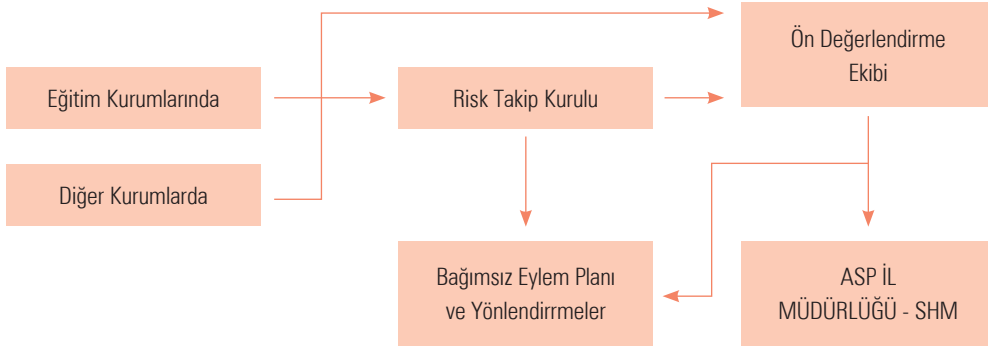 Eğitim Kurumlarında
Diğer Kurumlarda
Risk Takip Kurulu
Ön Değerlendirme
Ekibi
Bağımsız Eylem Planı
ve Yönlendirrmeler
ASP İL
MÜDÜRLÜĞÜ - SHM